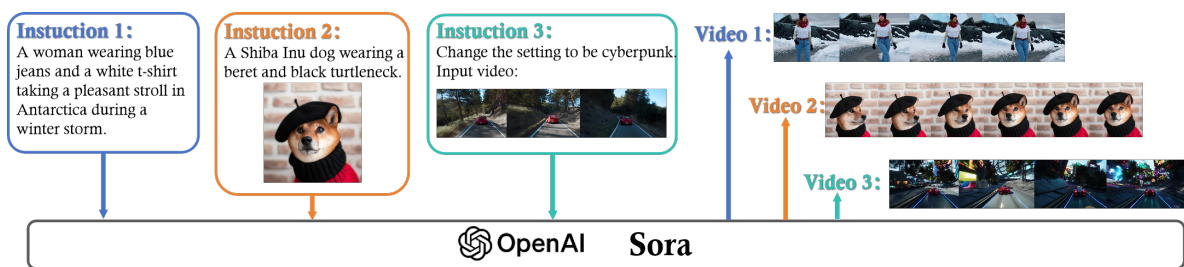 Instuction 1:
A woman wearing blue
jeans and a white t-shirt
taking a pleasant stroll in
Antarctica during a
winter storm.
Instuction 2:
A Shiba Inu dog wearing a
beret and black turtleneck.
Instuction 3:
Change the setting to be cyberpunk.
Input video:
Video 1:
Video 2:
Video 3:
OpenAI Sora